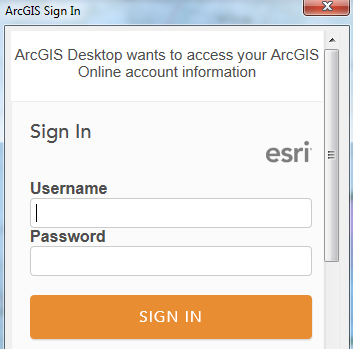 ArcGIS Sign In
ArcGIS Desktop wants to access your ArcGIS
Online account information
Sign In
esri
Username
Password
SIGN IN